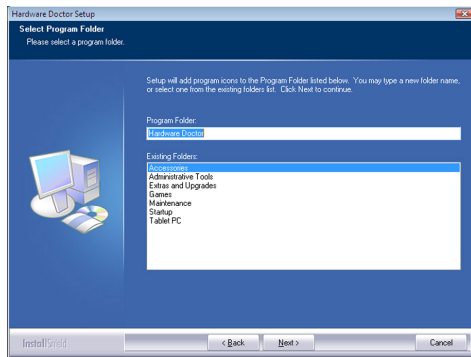 Hardware Doctor Setup
Select Program Folder
Please select a program folder.
Setup will add program icons to the Program Folder listed below. You may type a new folder name,
or select one from the existing folders list. Click Next to continue.
Program Folder:
Hardware Doctor
Existing Folders:
Accessories
Administrative Tools
Extras and Upgrades
Games
Maintenance
Startup
Tablet PC
InstallShield
< Back
Next >
Cancel